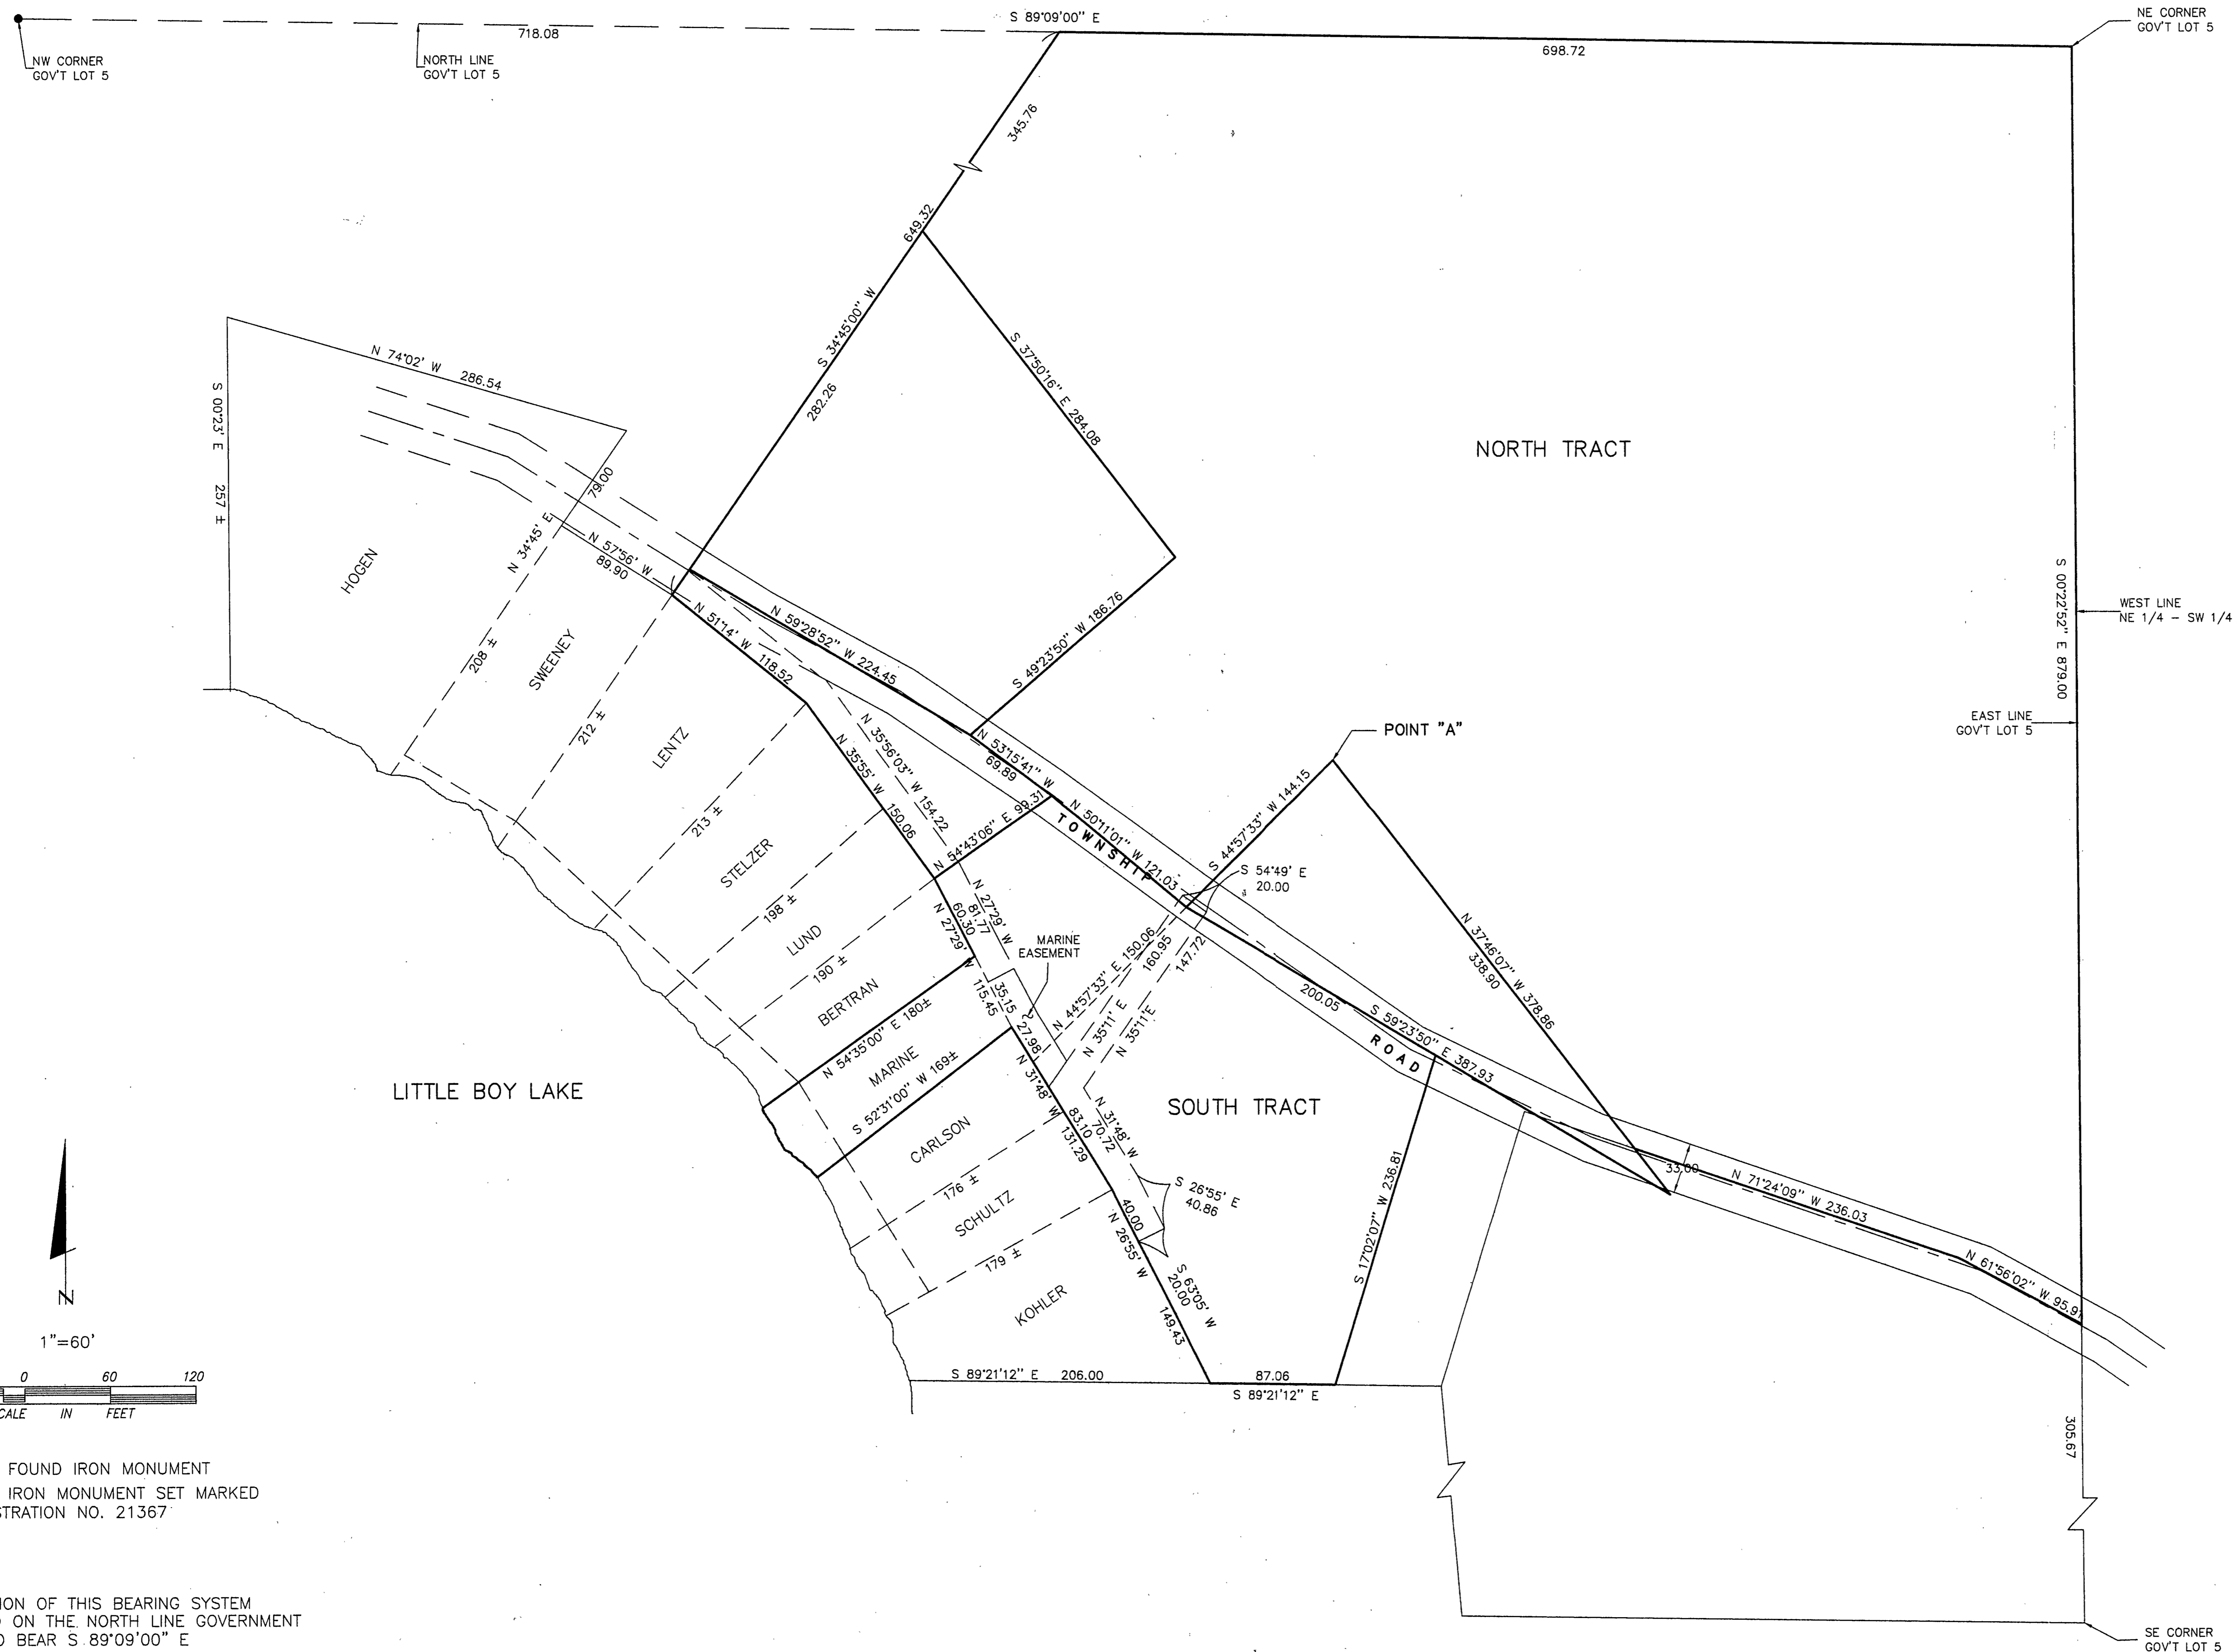 S 89°09'00" E
NE CORNER
GOV'T LOT 5
718.08
698.72
NW CORNER
GOV'T LOT 5
NORTH LINE
GOV'T LOT 5
345.76
649.32
S 34°45'00" W
282.26
S 37°50'16" E 284.08
N 74°02' W 286.54
S 00°23' E 257 ±
NORTH TRACT
79.00
N 34°45' E
N 57°56' W
89.90
HOGEN
208 ±
SWEENEY
212 ±
N 51°14' W 118.52
N 59°28'52" W 224.45
S 49°23'50" W 186.76
S 00°22'52" E 879.00
WEST LINE
NE 1/4 - SW 1/4
EAST LINE
GOV'T LOT 5
LENTZ
213 ±
N 35°55' W 150.06
N 35°56'03" W 154.22
N 53°15'41" W
69.89
POINT "A"
S 44°57'33" W 144.15
N 50°11'01" W 121.03
TOWNSHIP
N 54°43'06" E 99.31
S 54°49' E
20.00
STELZER
198 ±
LUND
190 ±
BERTRAN
N 27°29' W
60.30
81.77
N 27°29' W
MARINE
EASEMENT
N 44°57'33" E 150.06
160.95
147.72
N 35°11' E
N 35°11'E
N 37°46'07" W 378.86
338.90
200.05
S 59°23'50" E 387.93
ROAD
115.45
35.15
27.98
N 54°35'00" E 180±
MARINE
S 52°31'00" W 169±
LITTLE BOY LAKE
SOUTH TRACT
N 31°48' W
83.10
131.29
N 31°48' W
70.72
CARLSON
176 ±
SCHULTZ
179 ±
KOHLER
S 26°55' E
40.86
40.00
N 26°55' W
149.43
S 63°05' W
20.00
S 17°02'07" W 236.81
33.00
N 71°24'09" W 236.03
N 61°56'02" W 95.91
S 89°21'12" E 206.00
87.06
S 89°21'12" E
305.67
N
1"=60'
0 60 120
CALE IN FEET
FOUND IRON MONUMENT
IRON MONUMENT SET MARKED
STRATION NO. 21367
ION OF THIS BEARING SYSTEM
ON THE NORTH LINE GOVERNMENT
BEAR S 89°09'00" E
SE CORNER
GOV'T LOT 5